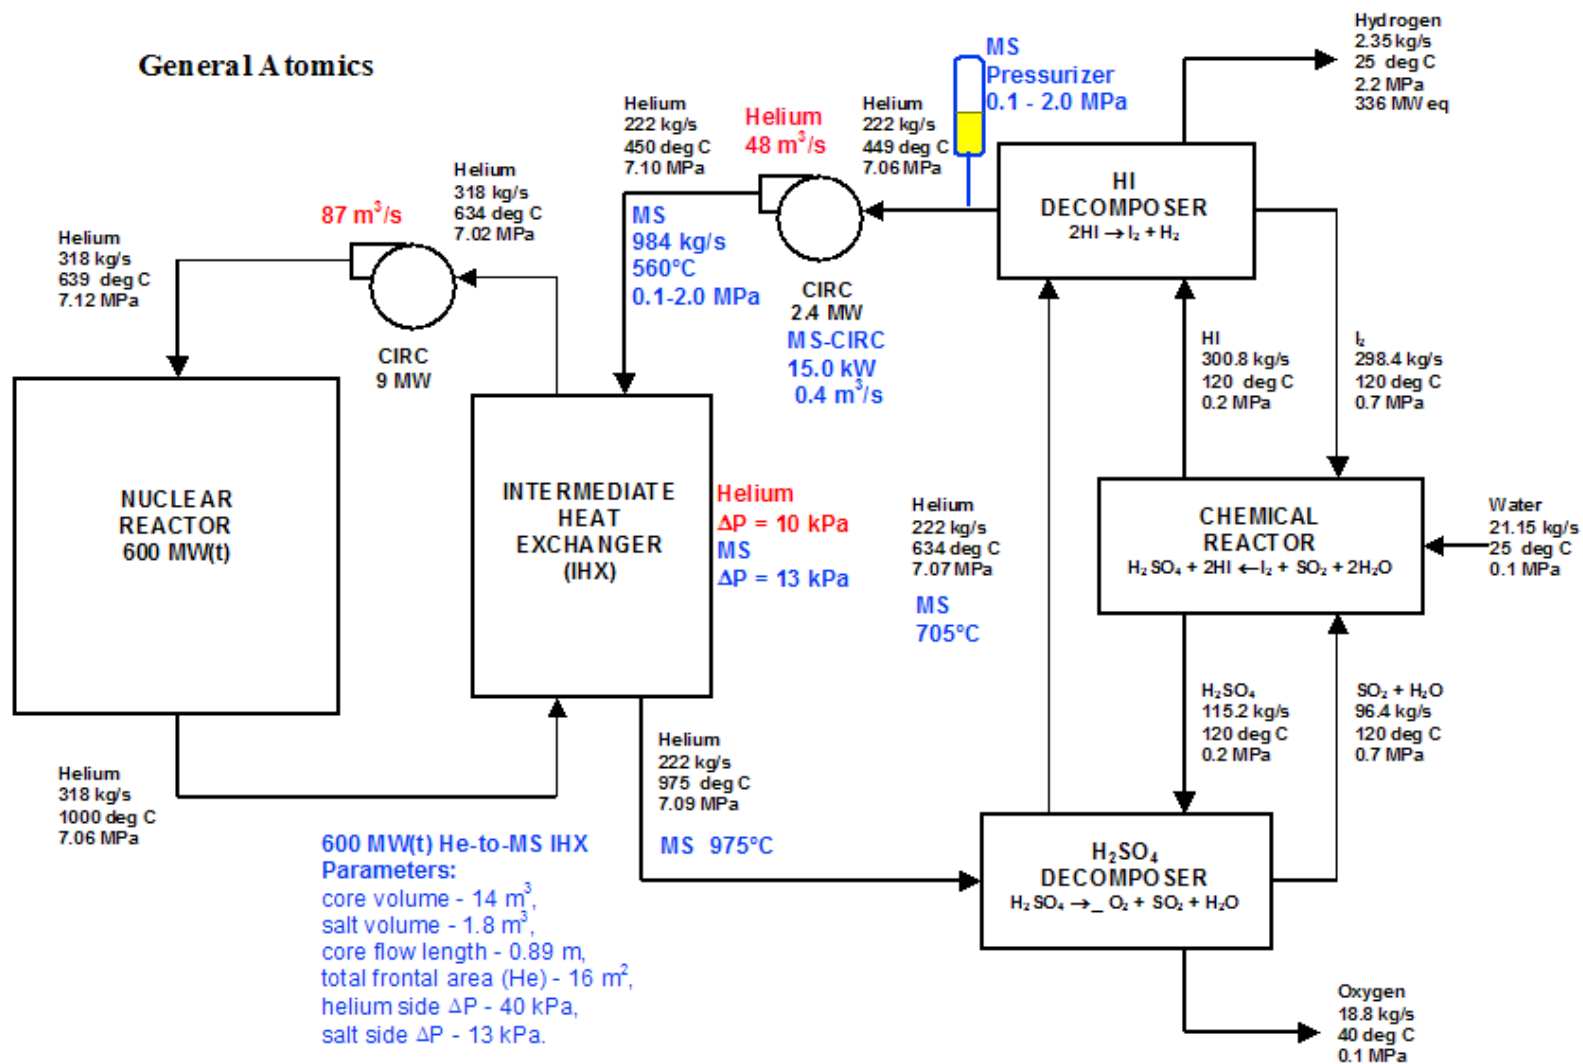 General Atomics
Helium
318 kg/s
639 deg C
7.12 MPa
87 m³/s
CIRC
9 MW
Helium
318 kg/s
634 deg C
7.02 MPa
Helium
222 kg/s
450 deg C
7.10 MPa
Helium
48 m³/s
Helium
222 kg/s
449 deg C
7.06 MPa
MS
Pressurizer
0.1 - 2.0 MPa
Hydrogen
2.35 kg/s
25 deg C
2.2 MPa
336 MW eq
MS
984 kg/s
560°C
0.1-2.0 MPa
CIRC
2.4 MW
MS-CIRC
15.0 kW
0.4 m³/s
HI
DECOMPOSER
2HI → I₂ + H₂
HI
300.8 kg/s
120 deg C
0.2 MPa
I₂
298.4 kg/s
120 deg C
0.7 MPa
NUCLEAR
REACTOR
600 MW(t)
INTERMEDIATE
HEAT
EXCHANGER
(IHX)
Helium
ΔP = 10 kPa
MS
ΔP = 13 kPa
Helium
222 kg/s
634 deg C
7.07 MPa
MS
705°C
CHEMICAL
REACTOR
H₂SO₄ + 2HI ←I₂ + SO₂ + 2H₂O
Water
21.15 kg/s
25 deg C
0.1 MPa
Helium
318 kg/s
1000 deg C
7.06 MPa
Helium
222 kg/s
975 deg C
7.09 MPa
MS 975°C
H₂SO₄
115.2 kg/s
120 deg C
0.2 MPa
SO₂ + H₂O
96.4 kg/s
120 deg C
0.7 MPa
600 MW(t) He-to-MS IHX
Parameters:
core volume - 14 m³,
salt volume - 1.8 m³,
core flow length - 0.89 m,
total frontal area (He) - 16 m²,
helium side ΔP - 40 kPa,
salt side ΔP - 13 kPa.
H₂SO₄
DECOMPOSER
H₂SO₄ →_ O₂ + SO₂ + H₂O
Oxygen
18.8 kg/s
40 deg C
0.1 MPa